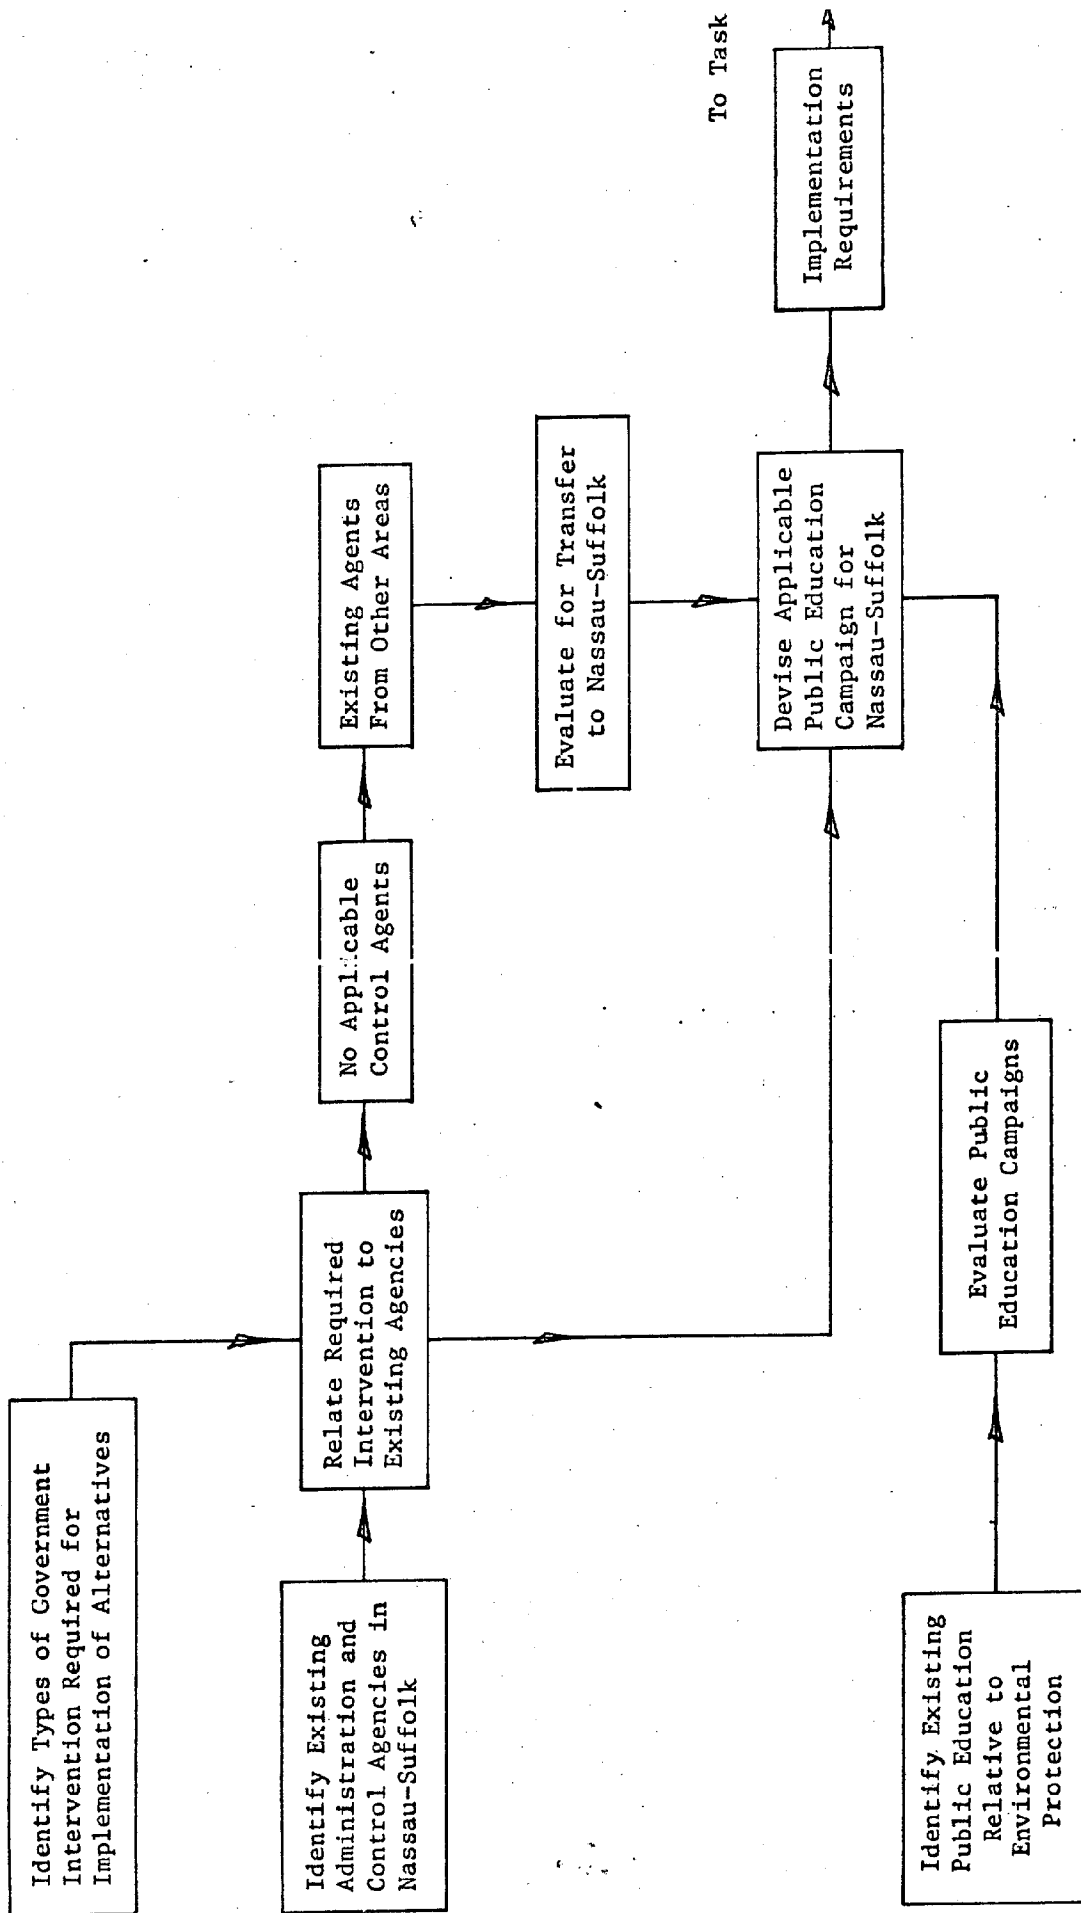 Identify Types of Government
Intervention Required for
Implementation of Alternatives
Identify Existing
Administration and
Control Agencies in
Nassau-Suffolk
Relate Required
Intervention to
Existing Agencies
No Applicable
Control Agents
Existing Agents
From Other Areas
Evaluate for Transfer
to Nassau-Suffolk
Devise Applicable
Public Education
Campaign for
Nassau-Suffolk
Implementation
Requirements
To Task
Identify Existing
Public Education
Relative to
Environmental
Protection
Evaluate Public
Education Campaigns